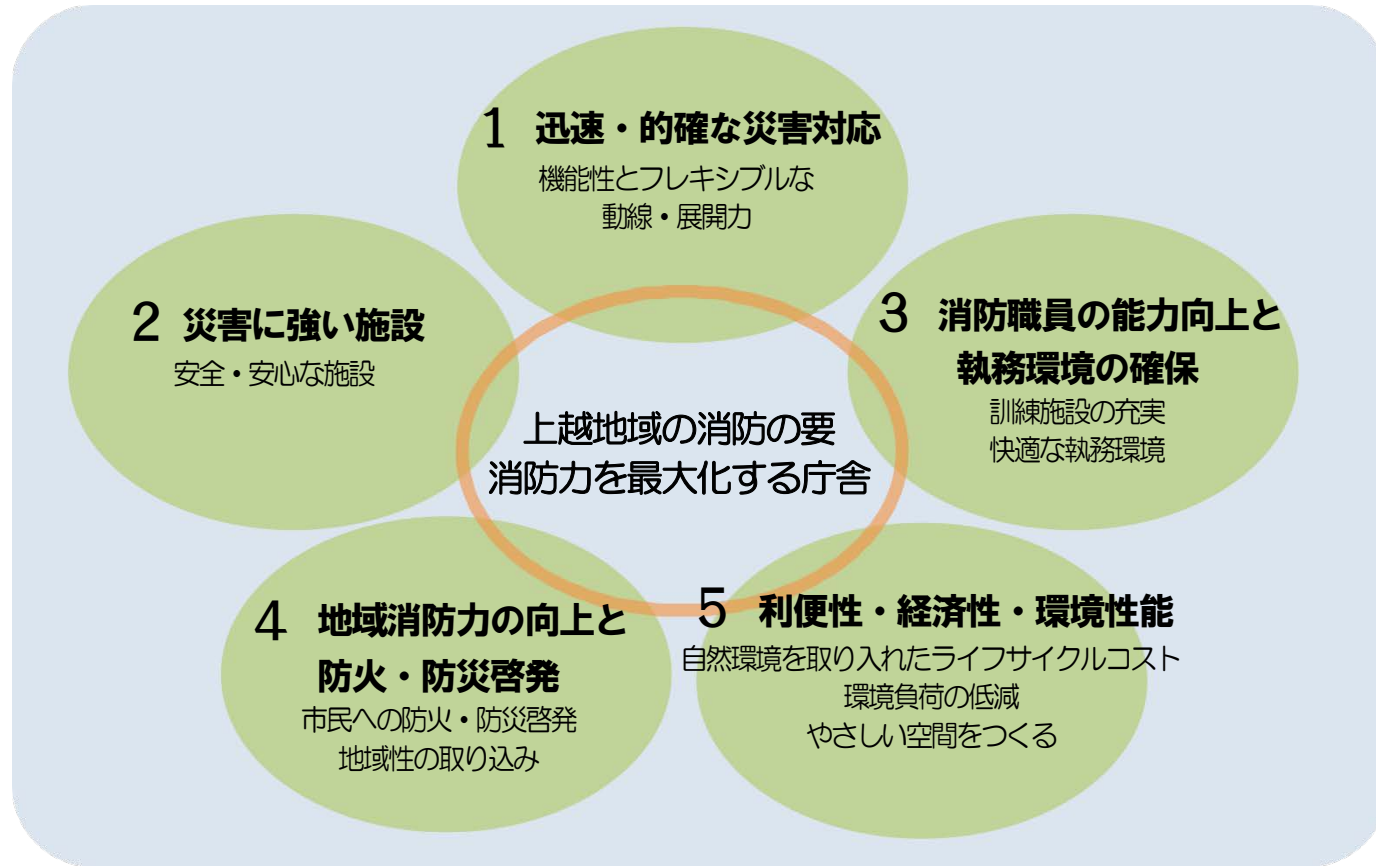 1 迅速・的確な災害対応
機能性とフレキシブルな
動線・展開力
2 災害に強い施設
安全・安心な施設
3 消防職員の能力向上と
執務環境の確保
訓練施設の充実
快適な執務環境
上越地域の消防の要
消防力を最大化する庁舎
4 地域消防力の向上と
防火・防災啓発
市民への防火・防災啓発
地域性の取り込み
5 利便性・経済性・環境性能
自然環境を取り入れたライフサイクルコスト
環境負荷の低減
やさしい空間をつくる